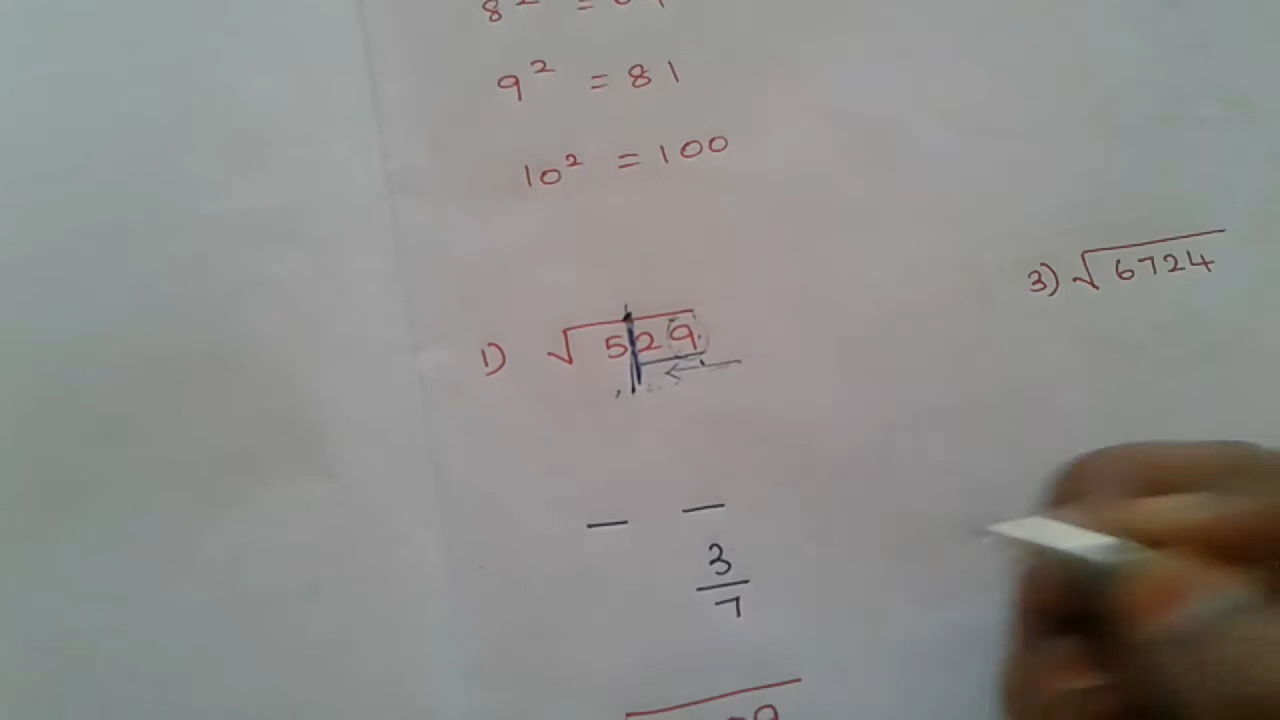 9² = 81
10² = 100
3) √6724
1) √529
— —
3
7